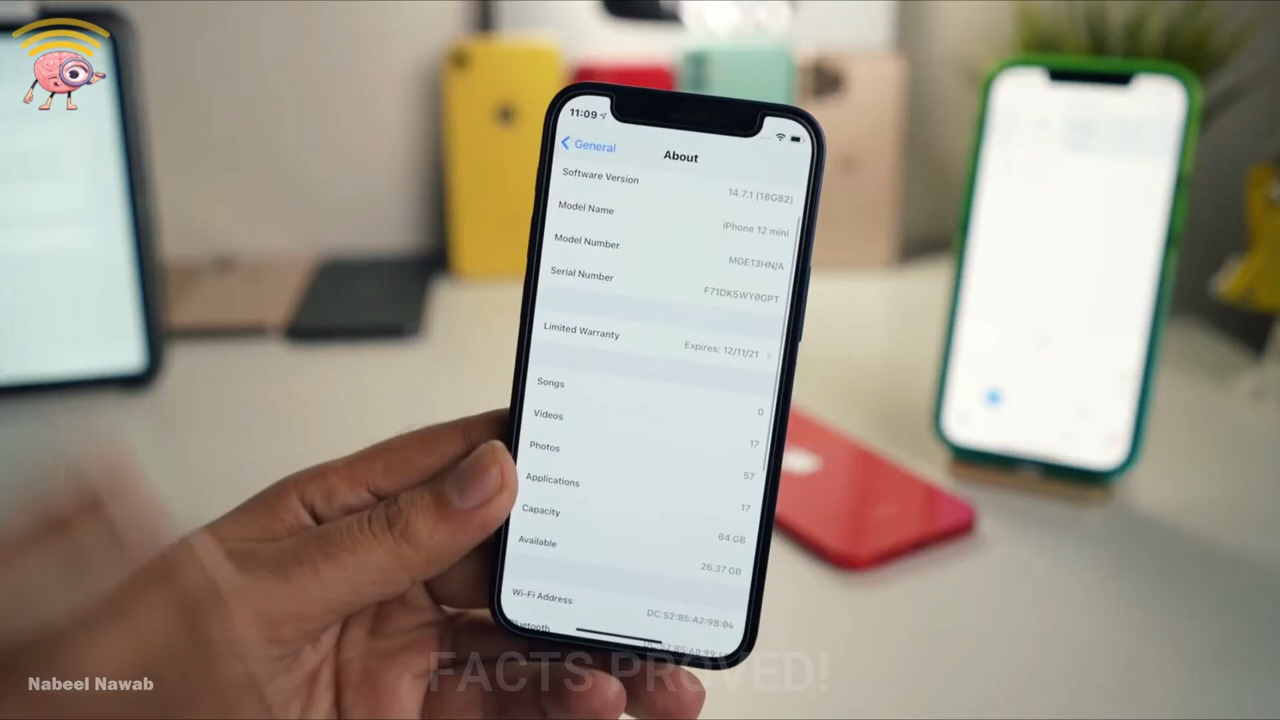 11:09
General
About
Software Version 14.7.1 (18G82)
Model Name iPhone 12 mini
Model Number MGE13HN/A
Serial Number F71DK5WY0GPT
Limited Warranty Expires: 12/11/21
Songs 0
Videos 17
Photos 57
Applications 17
Capacity 64 GB
Available 26.37 GB
Wi-Fi Address DC:52:85:A2:98:04
Bluetooth
FACTS PROVED!
Nabeel Nawab